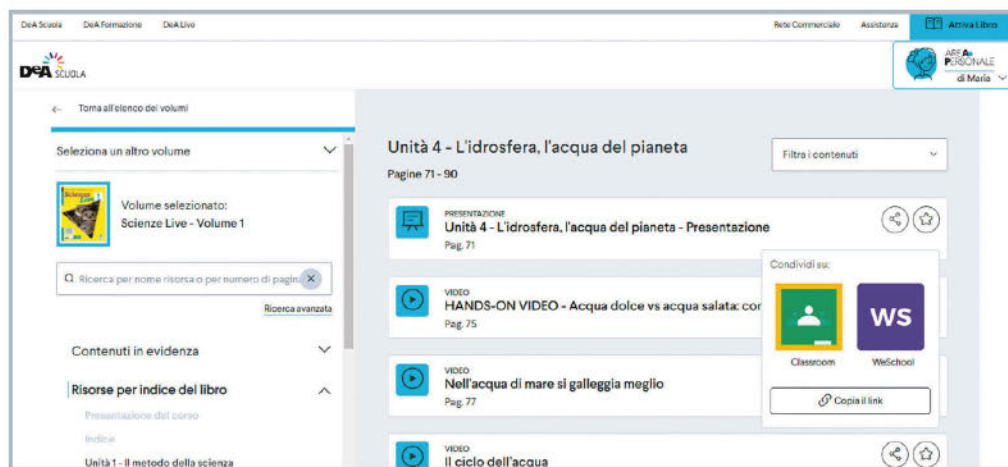 DeA Scuola DeA Formazione DeA Live Rete Commerciale Assistenza Attiva Libro
DeA SCUOLA
AREA PERSONALE
di Maria
Torna all'elenco dei volumi
Seleziona un altro volume
Volume selezionato:
Scienze Live - Volume 1
Ricerca per nome risorsa o per numero di pagin
Ricerca avanzata
Contenuti in evidenza
Risorse per indice del libro
Presentazione del corso
Indice
Unità 1 - Il metodo della scienza
Unità 4 - L'idrosfera, l'acqua del pianeta
Pagine 71 - 90
Filtra i contenuti
PRESENTAZIONE
Unità 4 - L'idrosfera, l'acqua del pianeta - Presentazione
Pag. 71
VIDEO
HANDS-ON VIDEO - Acqua dolce vs acqua salata: cor
Pag. 75
VIDEO
Nell'acqua di mare si galleggia meglio
Pag. 77
VIDEO
Il ciclo dell'acqua
Condividi su:
WS
Classroom WeSchool
Copia il link